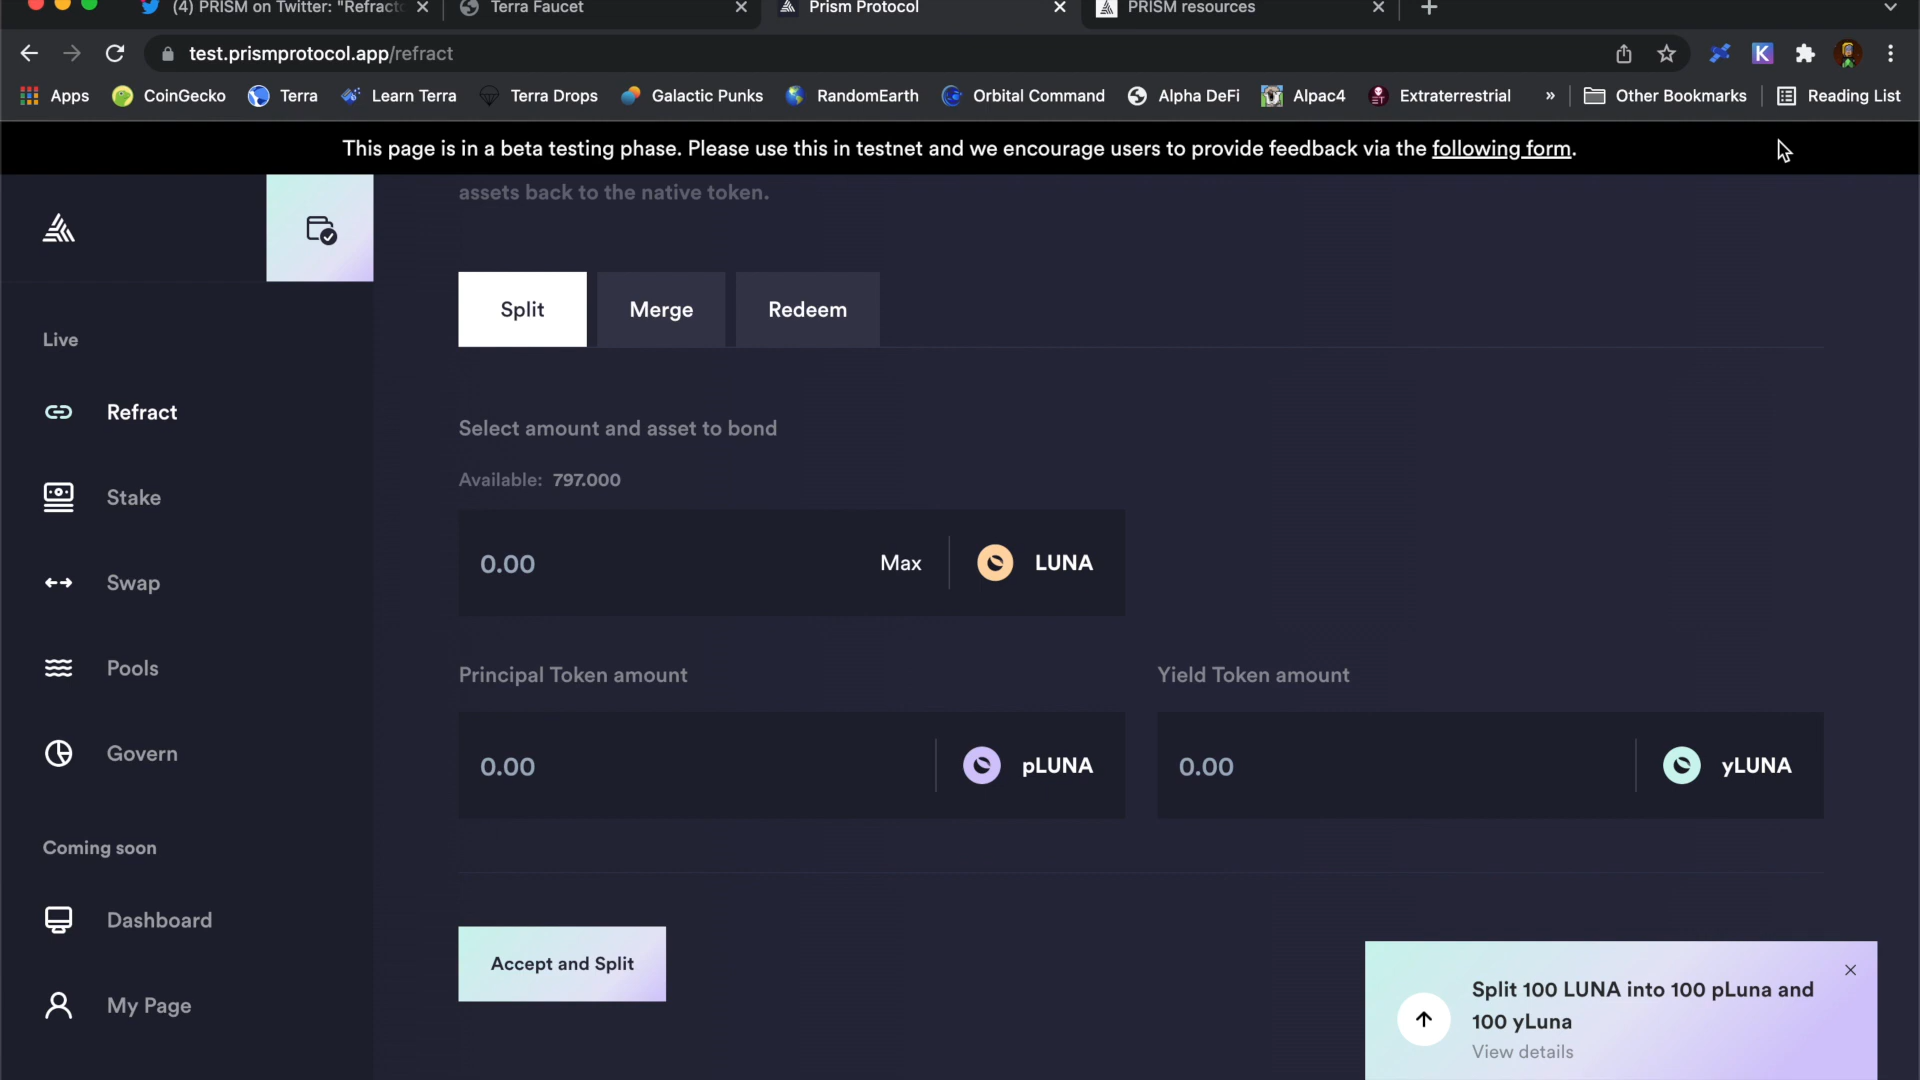 (4) PRISM on Twitter: "Refracto
Terra Faucet
Prism Protocol
PRISM resources
test.prismprotocol.app/refract
K
Apps
CoinGecko
Terra
Learn Terra
Terra Drops
Galactic Punks
RandomEarth
Orbital Command
Alpha DeFi
Alpac4
Extraterrestrial
»
Other Bookmarks
Reading List
This page is in a beta testing phase. Please use this in testnet and we encourage users to provide feedback via the following form.
assets back to the native token.
Split
Merge
Redeem
Live
Refract
Stake
Swap
Pools
Govern
Coming soon
Dashboard
My Page
Select amount and asset to bond
Available: 797.000
0.00
Max
LUNA
Principal Token amount
Yield Token amount
0.00
pLUNA
0.00
yLUNA
Accept and Split
Split 100 LUNA into 100 pLuna and
100 yLuna
View details